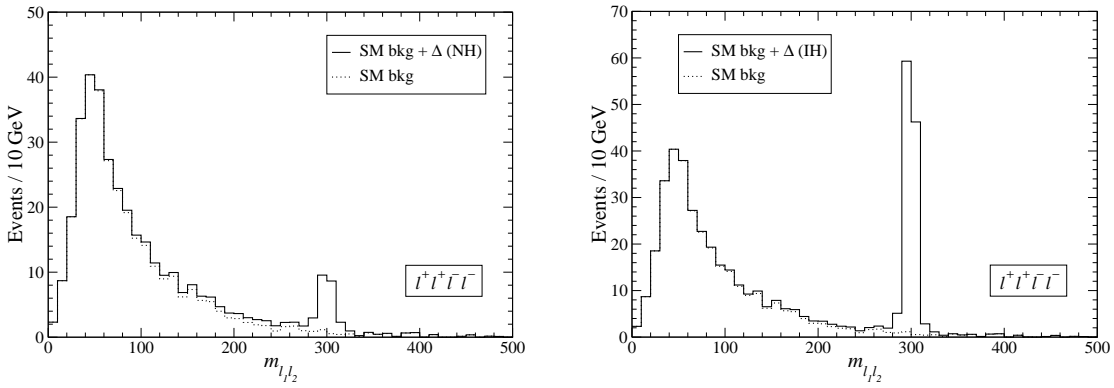 50
40
30
20
10
0
Events / 10 GeV
SM bkg + Δ (NH)
SM bkg
l⁺l⁺l⁻l⁻
0 100 200 300 400 500
m_{l₁l₂}
70
60
50
40
30
20
10
0
Events / 10 GeV
SM bkg + Δ (IH)
SM bkg
l⁺l⁺l⁻l⁻
0 100 200 300 400 500
m_{l₁l₂}